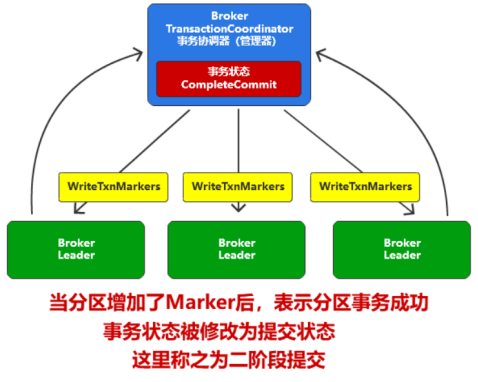 Broker
TransactionCoordinator
事务协调器（管理器）
事务状态
CompleteCommit
WriteTxnMarkers
WriteTxnMarkers
WriteTxnMarkers
Broker
Leader
Broker
Leader
Broker
Leader
当分区增加了Marker后，表示分区事务成功
事务状态被修改为提交状态
这里称之为二阶段提交